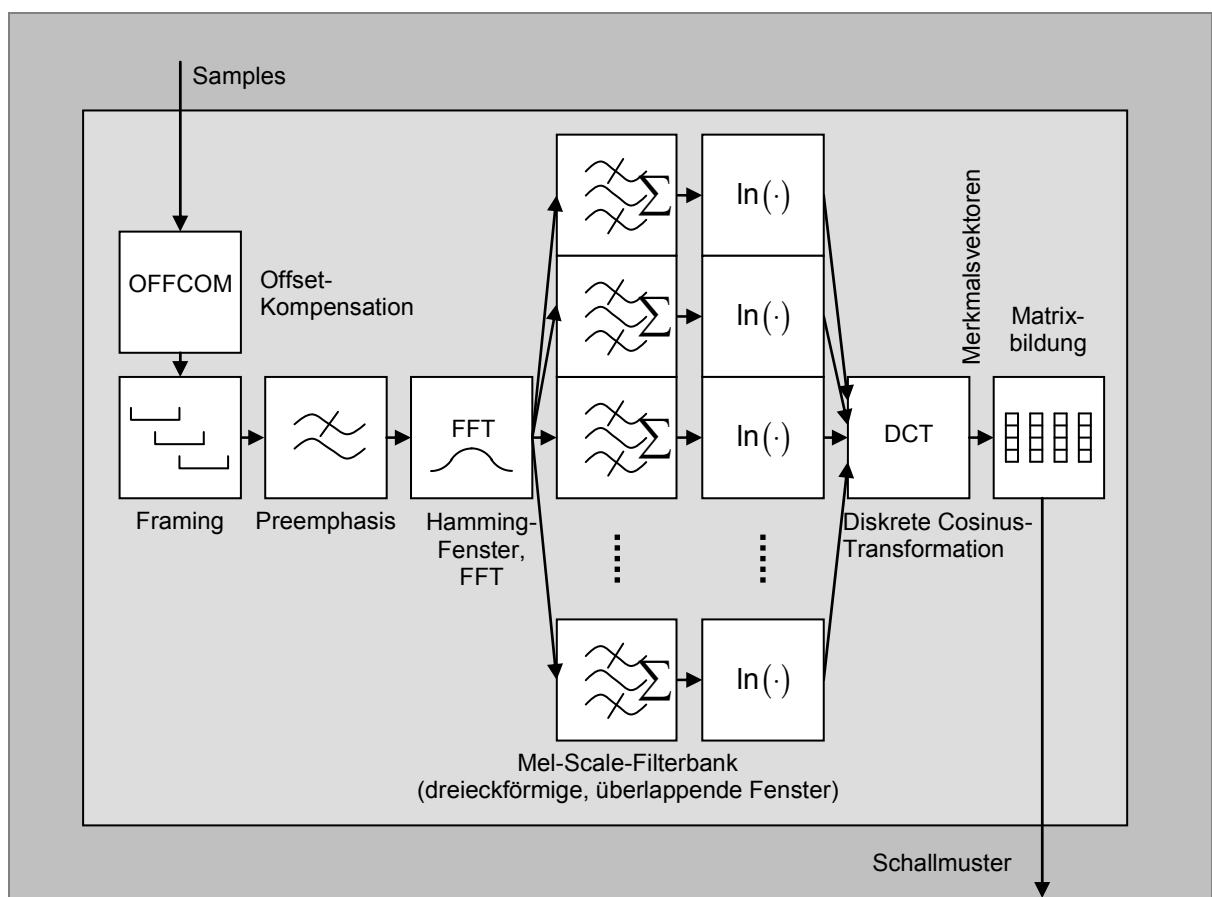 Samples
OFFCOM
Offset-
Kompensation
Framing
Preemphasis
FFT
Hamming-
Fenster,
FFT
Σ
ln(·)
Σ
ln(·)
Σ
ln(·)
Σ
ln(·)
Mel-Scale-Filterbank
(dreieckförmige, überlappende Fenster)
DCT
Diskrete Cosinus-
Transformation
Merkmalsvektoren
Matrix-
bildung
Schallmuster